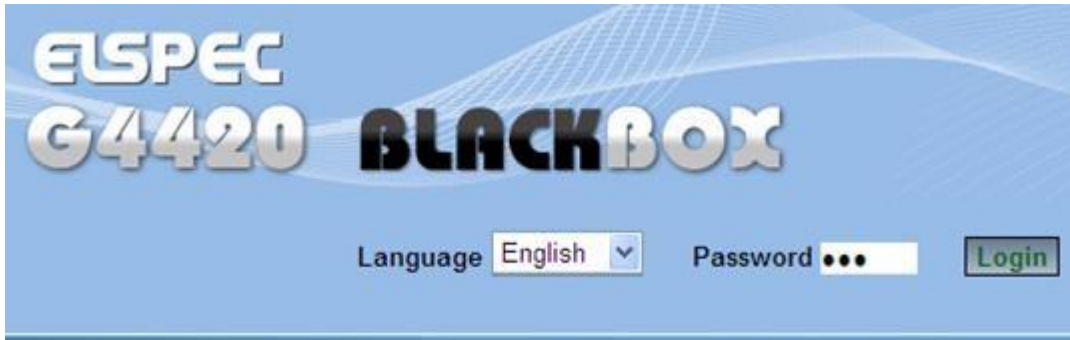 ELSPEC
G4420 BLACKBOX
Language English Password ••• Login